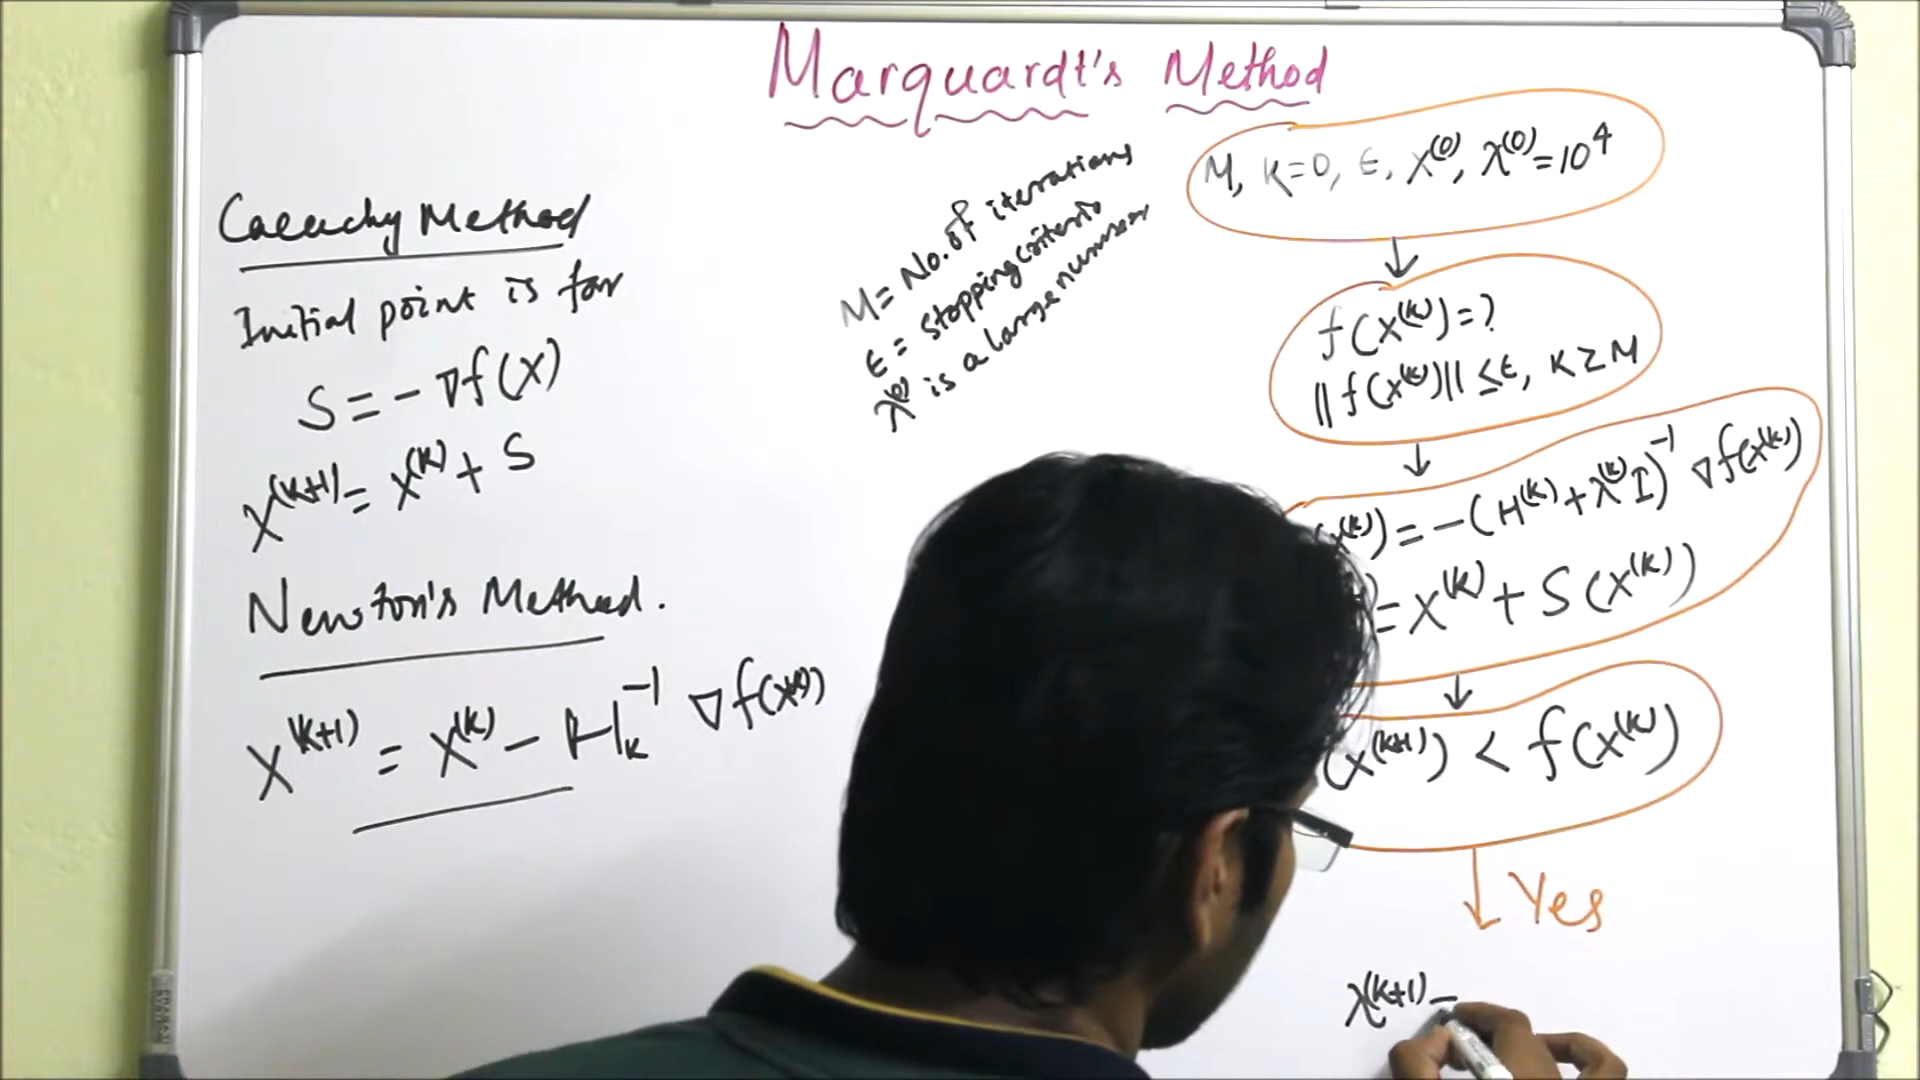 Marquardt's Method
Caeuchy Method
Initial point is far
S = - ∇f(X)
X^(k+1) = X^(k) + S
Newton's Method.
X^(k+1) = X^(k) - H_k^-1 ∇f(X^(k))
M = No. of iterations
ϵ = stopping criteria
λ^(0) is a large number
M, K=0, ϵ, X^(0), λ^(0) = 10^4
f(X^(k)) = ?
||f(X^(k))|| ≤ ϵ, K ≥ M
(X^(k)) = -(H^(k) + λ^(k) I)^-1 ∇f(X^(k))
= X^(k) + S(X^(k))
(X^(k+1)) < f(X^(k))
Yes
λ^(k+1) =